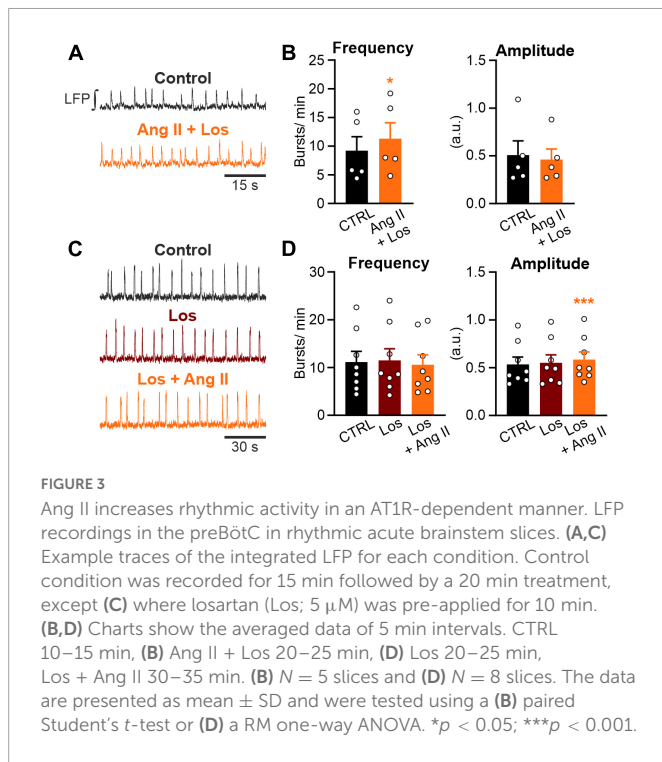 A
Control
LFP∫
Ang II + Los
15 s
B
Frequency
Bursts/ min
25
20
15
10
5
0
*
CTRL
Ang II
+ Los
Amplitude
(a.u.)
1.5
1.0
0.5
0.0
CTRL
Ang II
+ Los
C
Control
Los
Los + Ang II
30 s
D
Frequency
Bursts/ min
30
20
10
0
CTRL
Los
Los
+ Ang II
Amplitude
(a.u.)
1.5
1.0
0.5
0.0
***
CTRL
Los
Los
+ Ang II
FIGURE 3
Ang II increases rhythmic activity in an AT1R-dependent manner. LFP
recordings in the preBötC in rhythmic acute brainstem slices. (A,C)
Example traces of the integrated LFP for each condition. Control
condition was recorded for 15 min followed by a 20 min treatment,
except (C) where losartan (Los; 5 μM) was pre-applied for 10 min.
(B,D) Charts show the averaged data of 5 min intervals. CTRL
10–15 min, (B) Ang II + Los 20–25 min, (D) Los 20–25 min,
Los + Ang II 30–35 min. (B) N = 5 slices and (D) N = 8 slices. The data
are presented as mean ± SD and were tested using a (B) paired
Student's t-test or (D) a RM one-way ANOVA. *p < 0.05; ***p < 0.001.